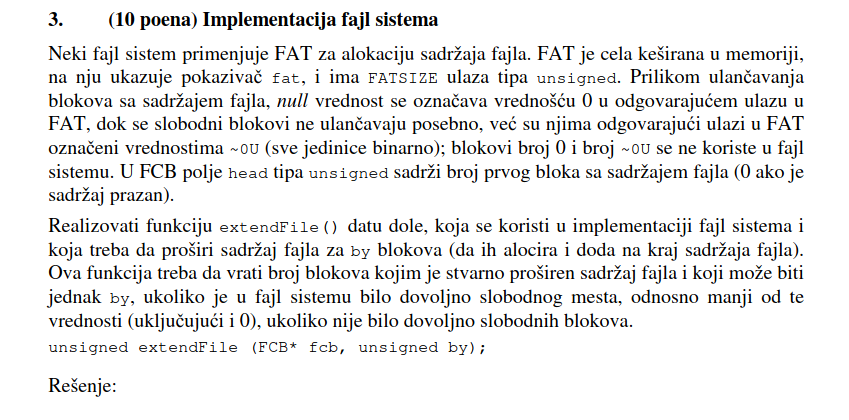 3. (10 poena) Implementacija fajl sistema
Neki fajl sistem primenjuje FAT za alokaciju sadržaja fajla. FAT je cela keširana u memoriji,
na nju ukazuje pokazivač fat, i ima FATSIZE ulaza tipa unsigned. Prilikom ulančavanja
blokova sa sadržajem fajla, null vrednost se označava vrednošću 0 u odgovarajućem ulazu u
FAT, dok se slobodni blokovi ne ulančavaju posebno, već su njima odgovarajući ulazi u FAT
označeni vrednostima ~0U (sve jedinice binarno); blokovi broj 0 i broj ~0U se ne koriste u fajl
sistemu. U FCB polje head tipa unsigned sadrži broj prvog bloka sa sadržajem fajla (0 ako je
sadržaj prazan).
Realizovati funkciju extendFile() datu dole, koja se koristi u implementaciji fajl sistema i
koja treba da proširi sadržaj fajla za by blokova (da ih alocira i doda na kraj sadržaja fajla).
Ova funkcija treba da vrati broj blokova kojim je stvarno proširen sadržaj fajla i koji može biti
jednak by, ukoliko je u fajl sistemu bilo dovoljno slobodnog mesta, odnosno manji od te
vrednosti (uključujući i 0), ukoliko nije bilo dovoljno slobodnih blokova.
unsigned extendFile (FCB* fcb, unsigned by);
Rešenje: